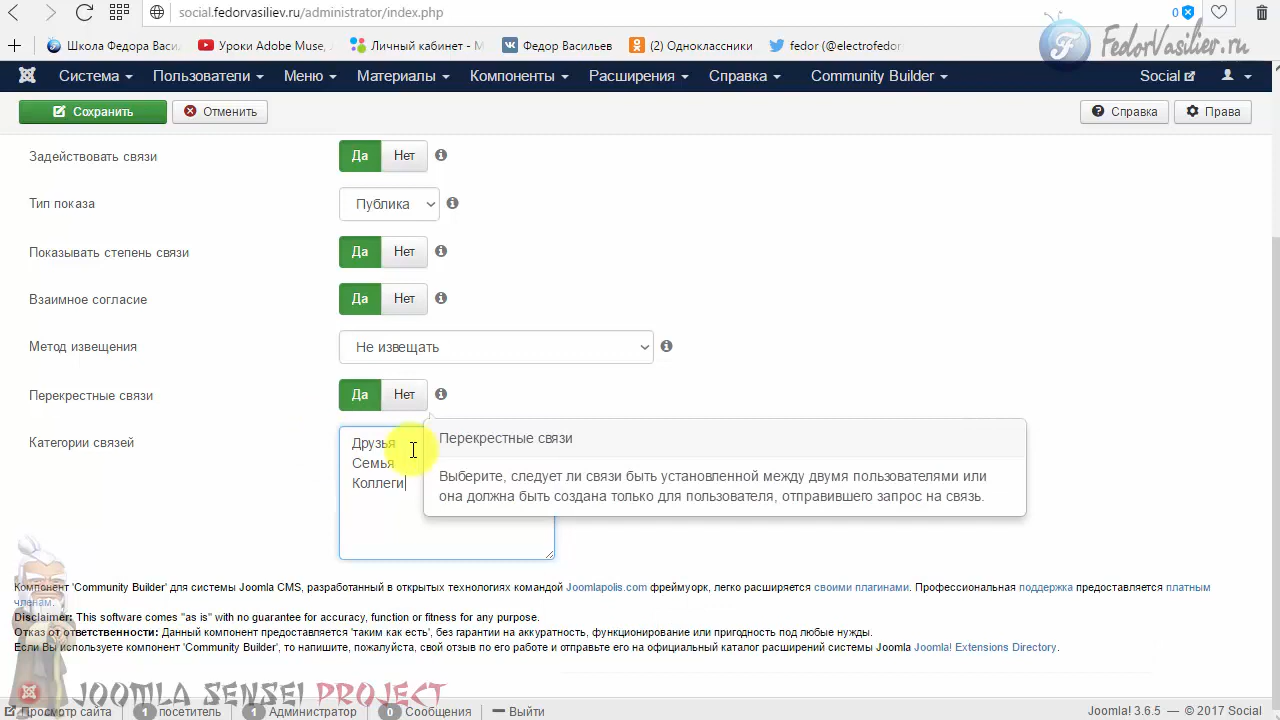 social.fedorvasiliev.ru/administrator/index.php
0
Школа Федора Васи
Уроки Adobe Muse,
Личный кабинет - М
Федор Васильев
(2) Одноклассники
fedor (@electrofedor
FedorVasiliev.ru
Система
Пользователи
Меню
Материалы
Компоненты
Расширения
Справка
Community Builder
Social
Сохранить
Отменить
Справка
Права
Задействовать связи
Да Нет
Тип показа
Публика
Показывать степень связи
Да Нет
Взаимное согласие
Да Нет
Метод извещения
Не извещать
Перекрестные связи
Да Нет
Категории связей
Друзья
Семья
Коллеги
Перекрестные связи
Выберите, следует ли связи быть установленной между двумя пользователями или
она должна быть создана только для пользователя, отправившего запрос на связь.
Компонент 'Community Builder' для системы Joomla CMS, разработанный в открытых технологиях командой Joomlapolis.com фреймуорк, легко расширяется своими плагинами. Профессиональная поддержка предоставляется платным
членам.
Disclaimer: This software comes "as is" with no guarantee for accuracy, function or fitness for any purpose.
Отказ от ответственности: Данный компонент предоставляется 'таким как есть', без гарантии на аккуратность, функционирование или пригодность под любые нужды.
Если Вы используете компонент 'Community Builder', то напишите, пожалуйста, свой отзыв по его работе и отправьте его на официальный каталог расширений системы Joomla Joomla! Extensions Directory.
JOOMLA SENSEI PROJECT
Просмотр сайта
1 посетитель
1 Администратор
0 Сообщения
Выйти
Joomla! 3.6.5 — © 2017 Social